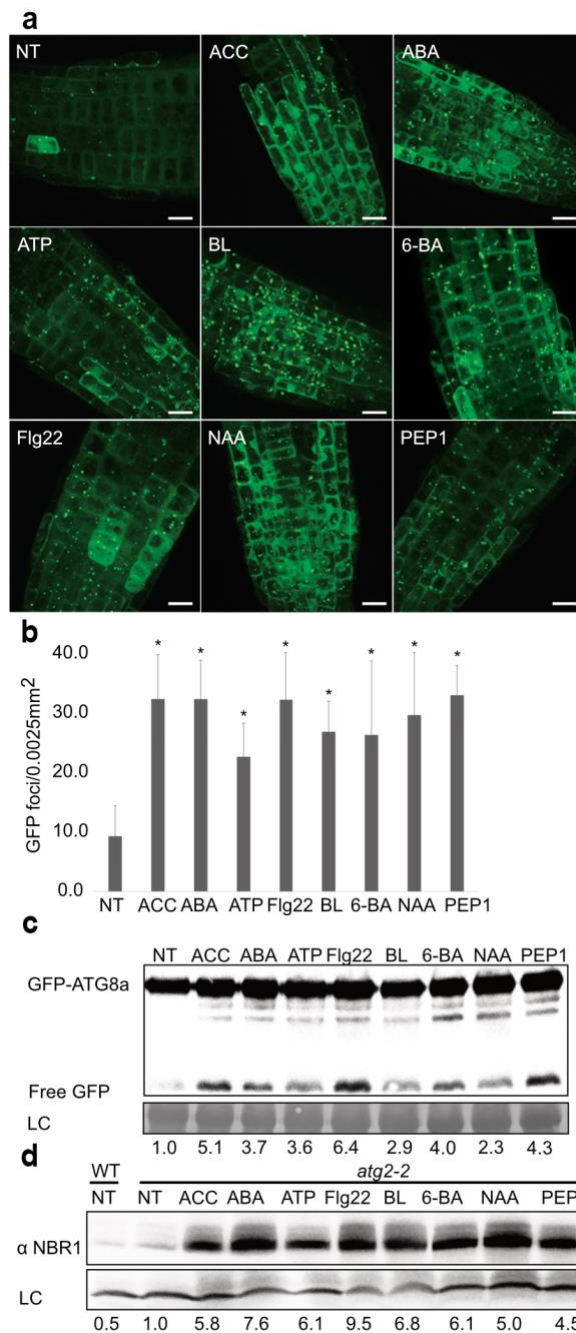 a
NT ACC ABA
ATP BL 6-BA
Flg22 NAA PEP1
b
GFP foci/0.0025mm2
40.0 * * * * * * * *
30.0
20.0
10.0
0.0
NT ACC ABA ATP Flg22 BL 6-BA NAA PEP1
c
NT ACC ABA ATP Flg22 BL 6-BA NAA PEP1
GFP-ATG8a
Free GFP
LC
1.0 5.1 3.7 3.6 6.4 2.9 4.0 2.3 4.3
d
WT atg2-2
NT NT ACC ABA ATP Flg22 BL 6-BA NAA PEP
α NBR1
LC
0.5 1.0 5.8 7.6 6.1 9.5 6.8 6.1 5.0 4.5